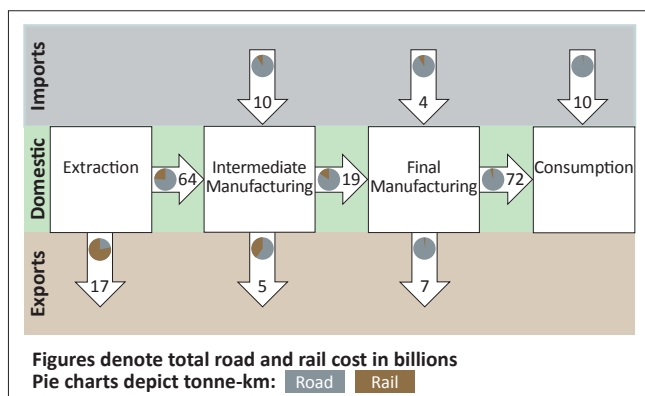 Imports
10
4
10
Domestic
Extraction
64
Intermediate
Manufacturing
19
Final
Manufacturing
72
Consumption
Exports
17
5
7
Figures denote total road and rail cost in billions
Pie charts depict tonne-km: Road Rail